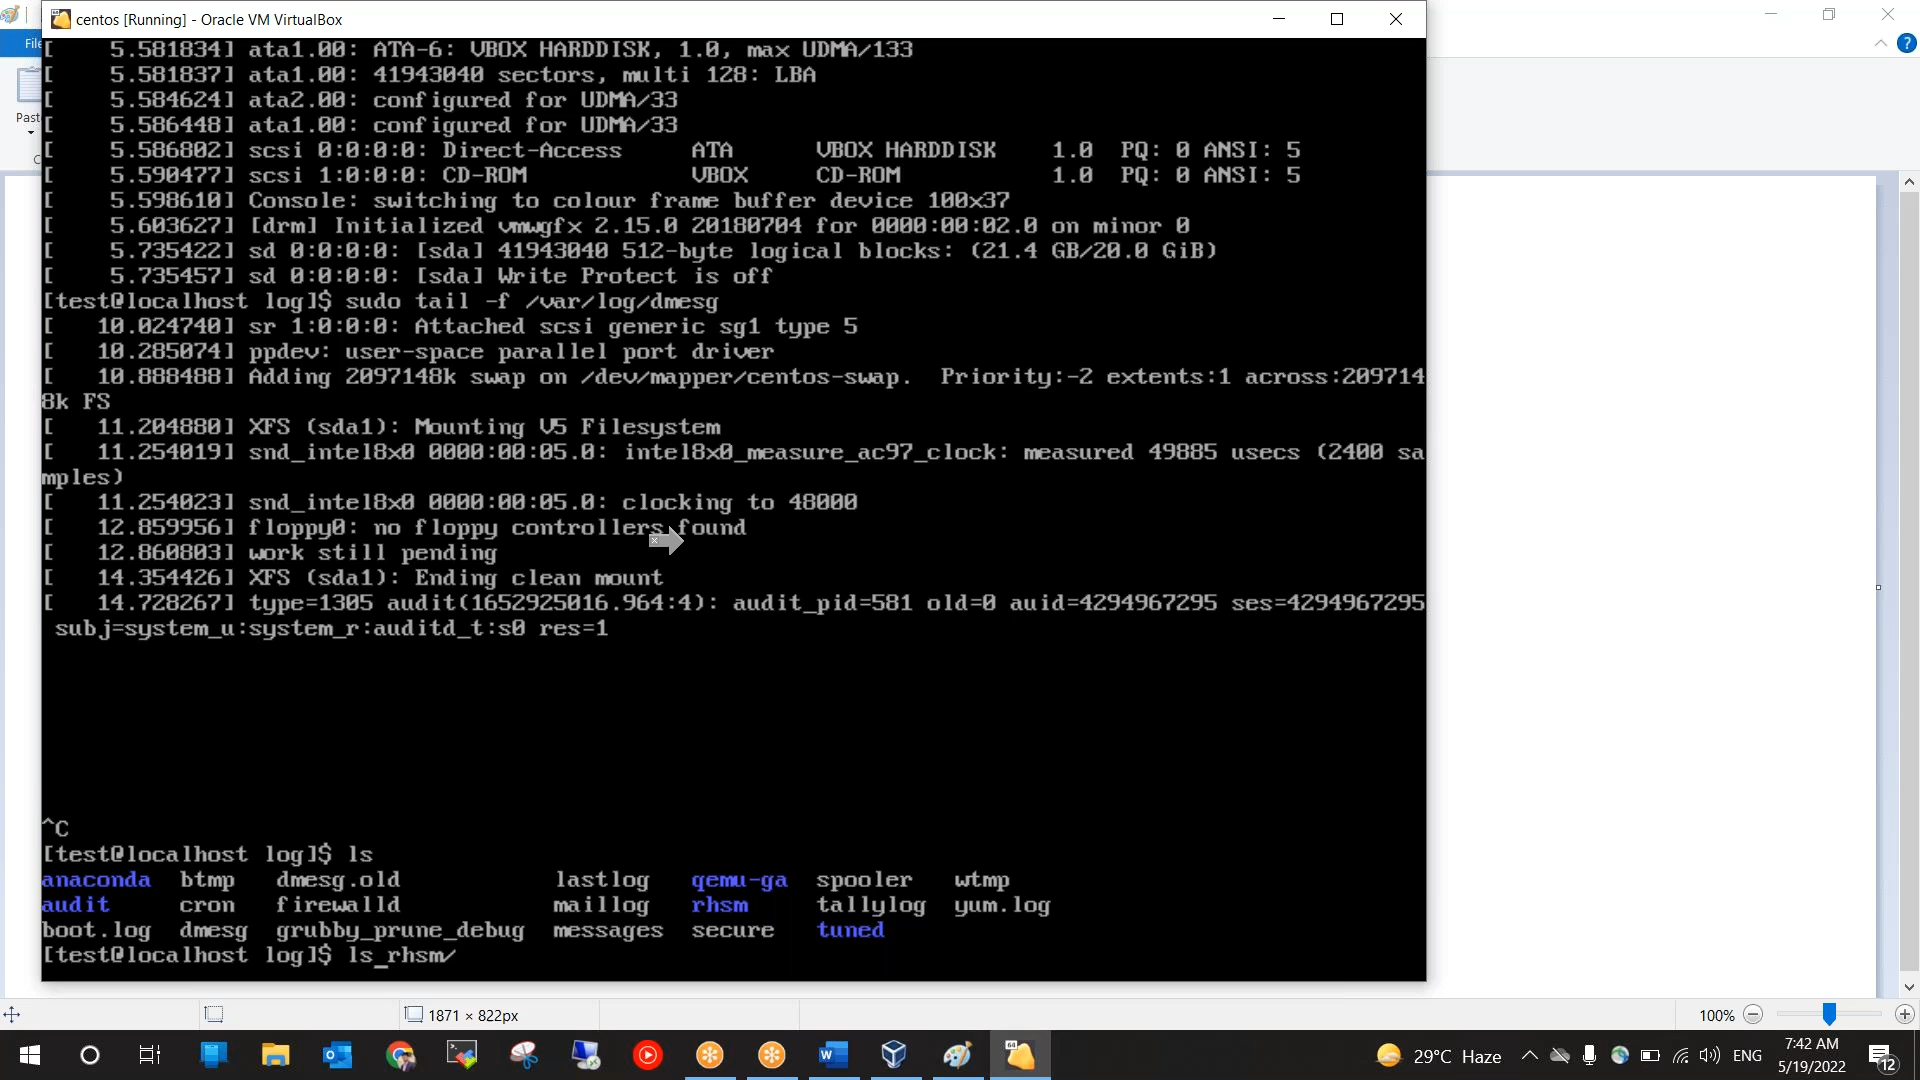 centos [Running] - Oracle VM VirtualBox
File
Paste
[    5.581834] ata1.00: ATA-6: VBOX HARDDISK, 1.0, max UDMA/133
[    5.581837] ata1.00: 41943040 sectors, multi 128: LBA
[    5.584624] ata2.00: configured for UDMA/33
[    5.586448] ata1.00: configured for UDMA/33
[    5.586802] scsi 0:0:0:0: Direct-Access     ATA      VBOX HARDDISK    1.0  PQ: 0 ANSI: 5
[    5.590477] scsi 1:0:0:0: CD-ROM            VBOX     CD-ROM           1.0  PQ: 0 ANSI: 5
[    5.598610] Console: switching to colour frame buffer device 100x37
[    5.603627] [drm] Initialized vmwgfx 2.15.0 20180704 for 0000:00:02.0 on minor 0
[    5.735422] sd 0:0:0:0: [sda] 41943040 512-byte logical blocks: (21.4 GB/20.0 GiB)
[    5.735457] sd 0:0:0:0: [sda] Write Protect is off
[test@localhost log]$ sudo tail -f /var/log/dmesg
[   10.024740] sr 1:0:0:0: Attached scsi generic sg1 type 5
[   10.285074] ppdev: user-space parallel port driver
[   10.888488] Adding 2097148k swap on /dev/mapper/centos-swap.  Priority:-2 extents:1 across:209714
8k FS
[   11.204880] XFS (sda1): Mounting V5 Filesystem
[   11.254019] snd_intel8x0 0000:00:05.0: intel8x0_measure_ac97_clock: measured 49885 usecs (2400 sa
mples)
[   11.254023] snd_intel8x0 0000:00:05.0: clocking to 48000
[   12.859956] floppy0: no floppy controllers found
[   12.860803] work still pending
[   14.354426] XFS (sda1): Ending clean mount
[   14.728267] type=1305 audit(1652925016.964:4): audit_pid=581 old=0 auid=4294967295 ses=4294967295
 subj=system_u:system_r:auditd_t:s0 res=1
^C
[test@localhost log]$ ls
anaconda  btmp   dmesg.old           lastlog   qemu-ga  spooler   wtmp
audit     cron   firewalld           maillog   rhsm     tallylog  yum.log
boot.log  dmesg  grubby_prune_debug  messages  secure   tuned
[test@localhost log]$ ls_rhsm/
1871 × 822px
100%
29°C Haze
ENG
7:42 AM
5/19/2022
12